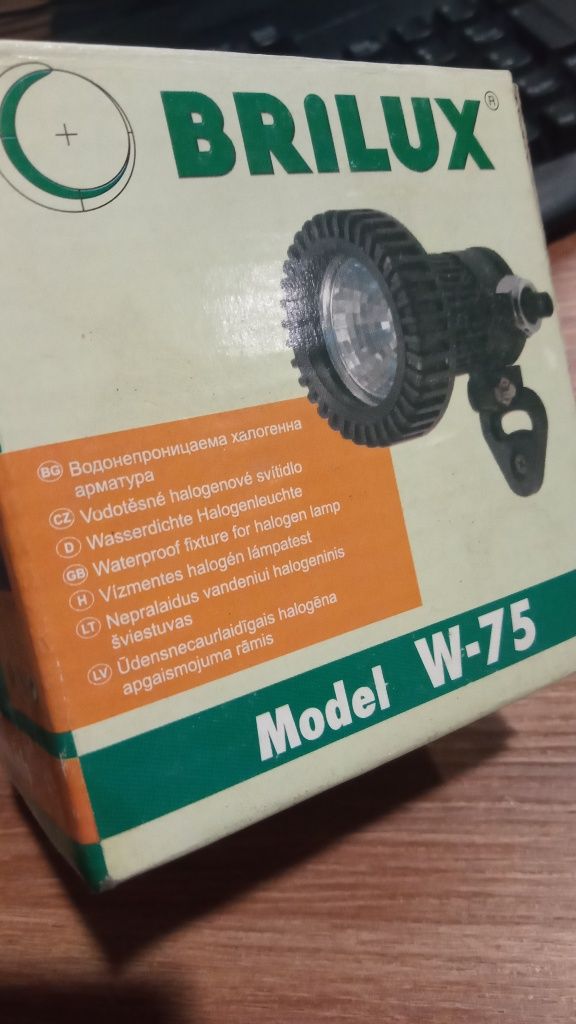 BRILUX®
BG Водонепроницаема халогенна
арматура
CZ Vodotěsné halogenové svítidlo
D Wasserdichte Halogenleuchte
GB Waterproof fixture for halogen lamp
H Vízmentes halogén lámpatest
LT Nepralaidus vandeniui halogeninis
šviestuvas
LV Ūdensnecaurlaidīgais halogēna
apgaismojuma rāmis
Model W-75